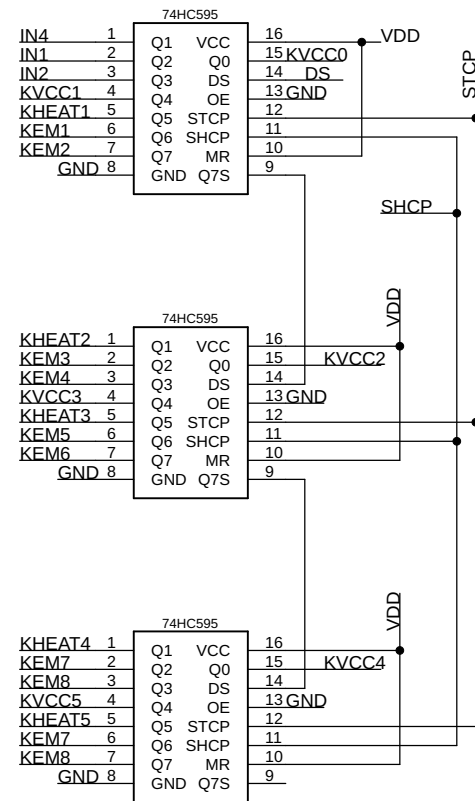 74HC595
IN4 1 Q1 VCC 16 VDD
IN1 2 Q2 Q0 15 KVCC0
IN2 3 Q3 DS 14 DS
KVCC1 4 Q4 OE 13 GND
KHEAT1 5 Q5 STCP 12
KEM1 6 Q6 SHCP 11
KEM2 7 Q7 MR 10
GND 8 GND Q7S 9
STCP
SHCP
74HC595
VDD
KHEAT2 1 Q1 VCC 16
KEM3 2 Q2 Q0 15 KVCC2
KEM4 3 Q3 DS 14
KVCC3 4 Q4 OE 13 GND
KHEAT3 5 Q5 STCP 12
KEM5 6 Q6 SHCP 11
KEM6 7 Q7 MR 10
GND 8 GND Q7S 9
74HC595
VDD
KHEAT4 1 Q1 VCC 16
KEM7 2 Q2 Q0 15 KVCC4
KEM8 3 Q3 DS 14
KVCC5 4 Q4 OE 13 GND
KHEAT5 5 Q5 STCP 12
KEM7 6 Q6 SHCP 11
KEM8 7 Q7 MR 10
GND 8 GND Q7S 9